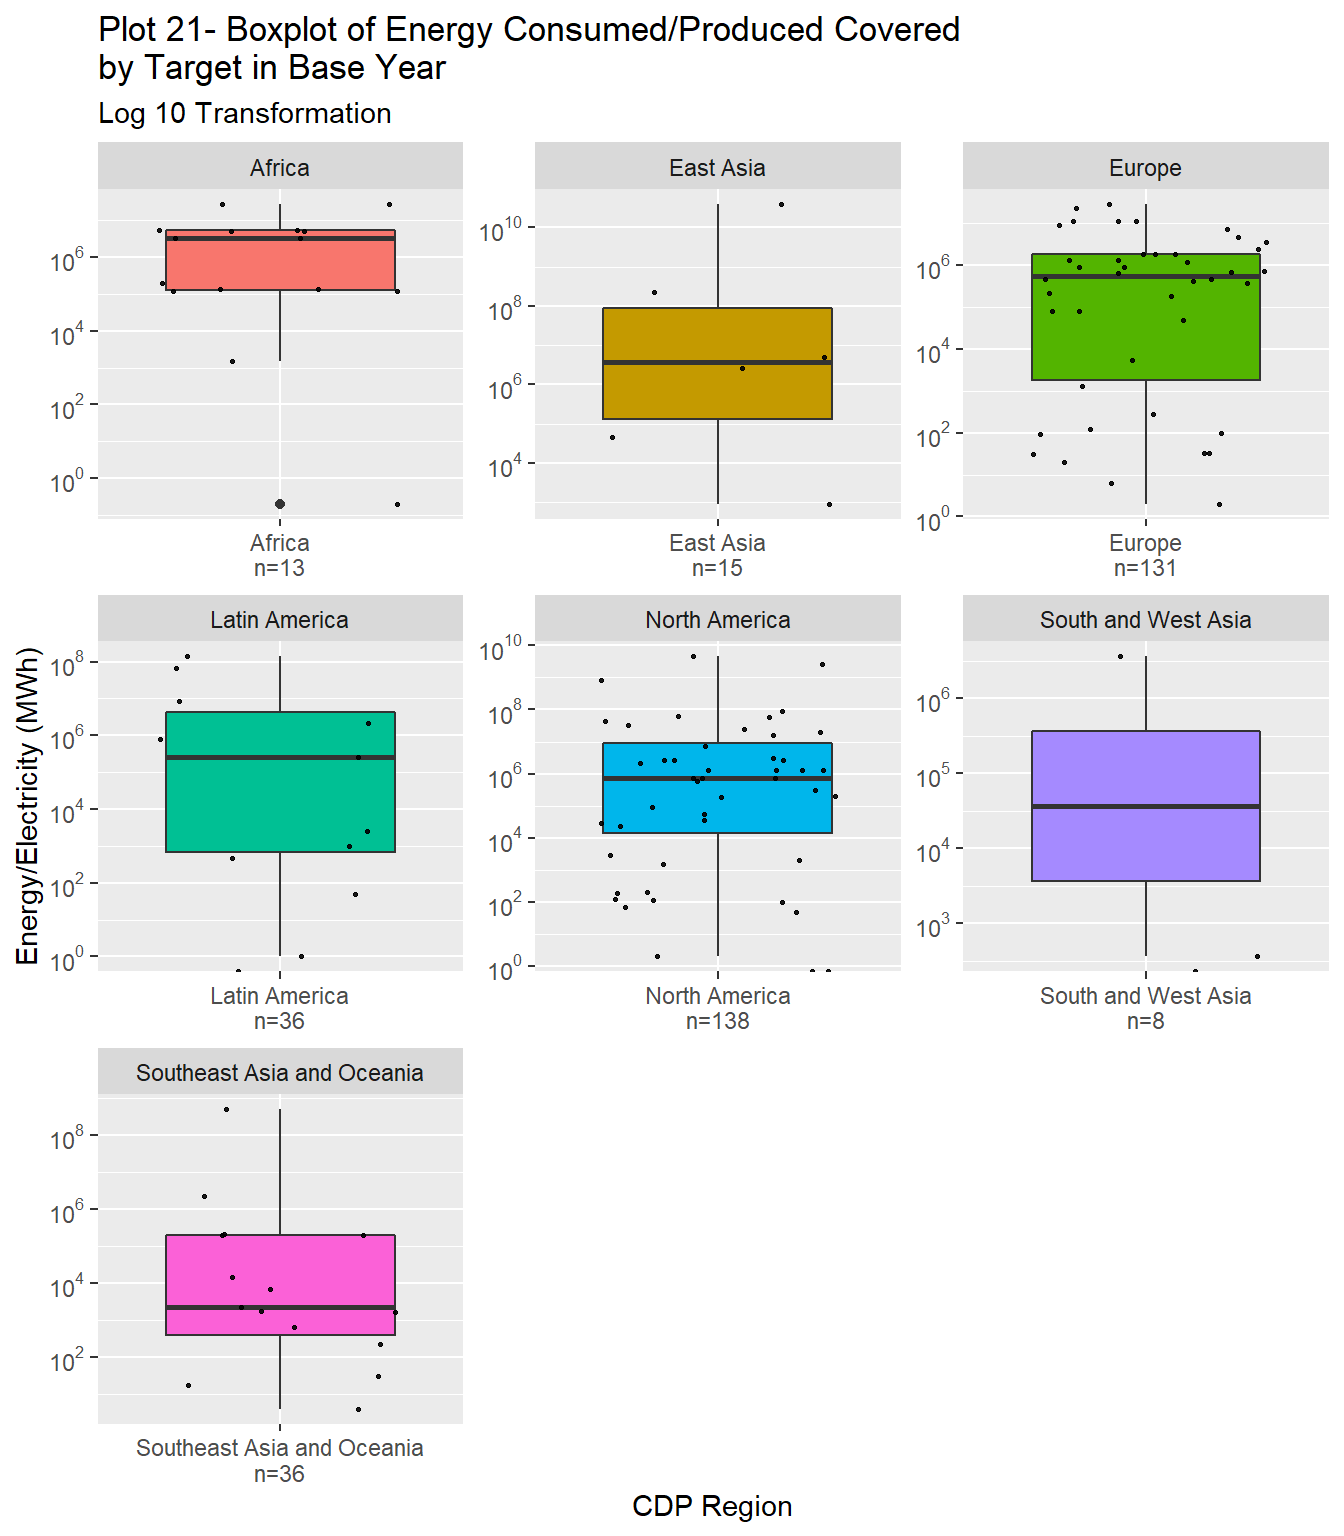 Plot 21- Boxplot of Energy Consumed/Produced Covered
by Target in Base Year
Log 10 Transformation
Africa
East Asia
Europe
10^6
10^4
10^2
10^0
10^10
10^8
10^6
10^4
10^6
10^4
10^2
10^0
Africa
n=13
East Asia
n=15
Europe
n=131
Energy/Electricity (MWh)
Latin America
North America
South and West Asia
10^8
10^6
10^4
10^2
10^0
10^10
10^8
10^6
10^4
10^2
10^0
10^6
10^5
10^4
10^3
Latin America
n=36
North America
n=138
South and West Asia
n=8
Southeast Asia and Oceania
10^8
10^6
10^4
10^2
Southeast Asia and Oceania
n=36
CDP Region